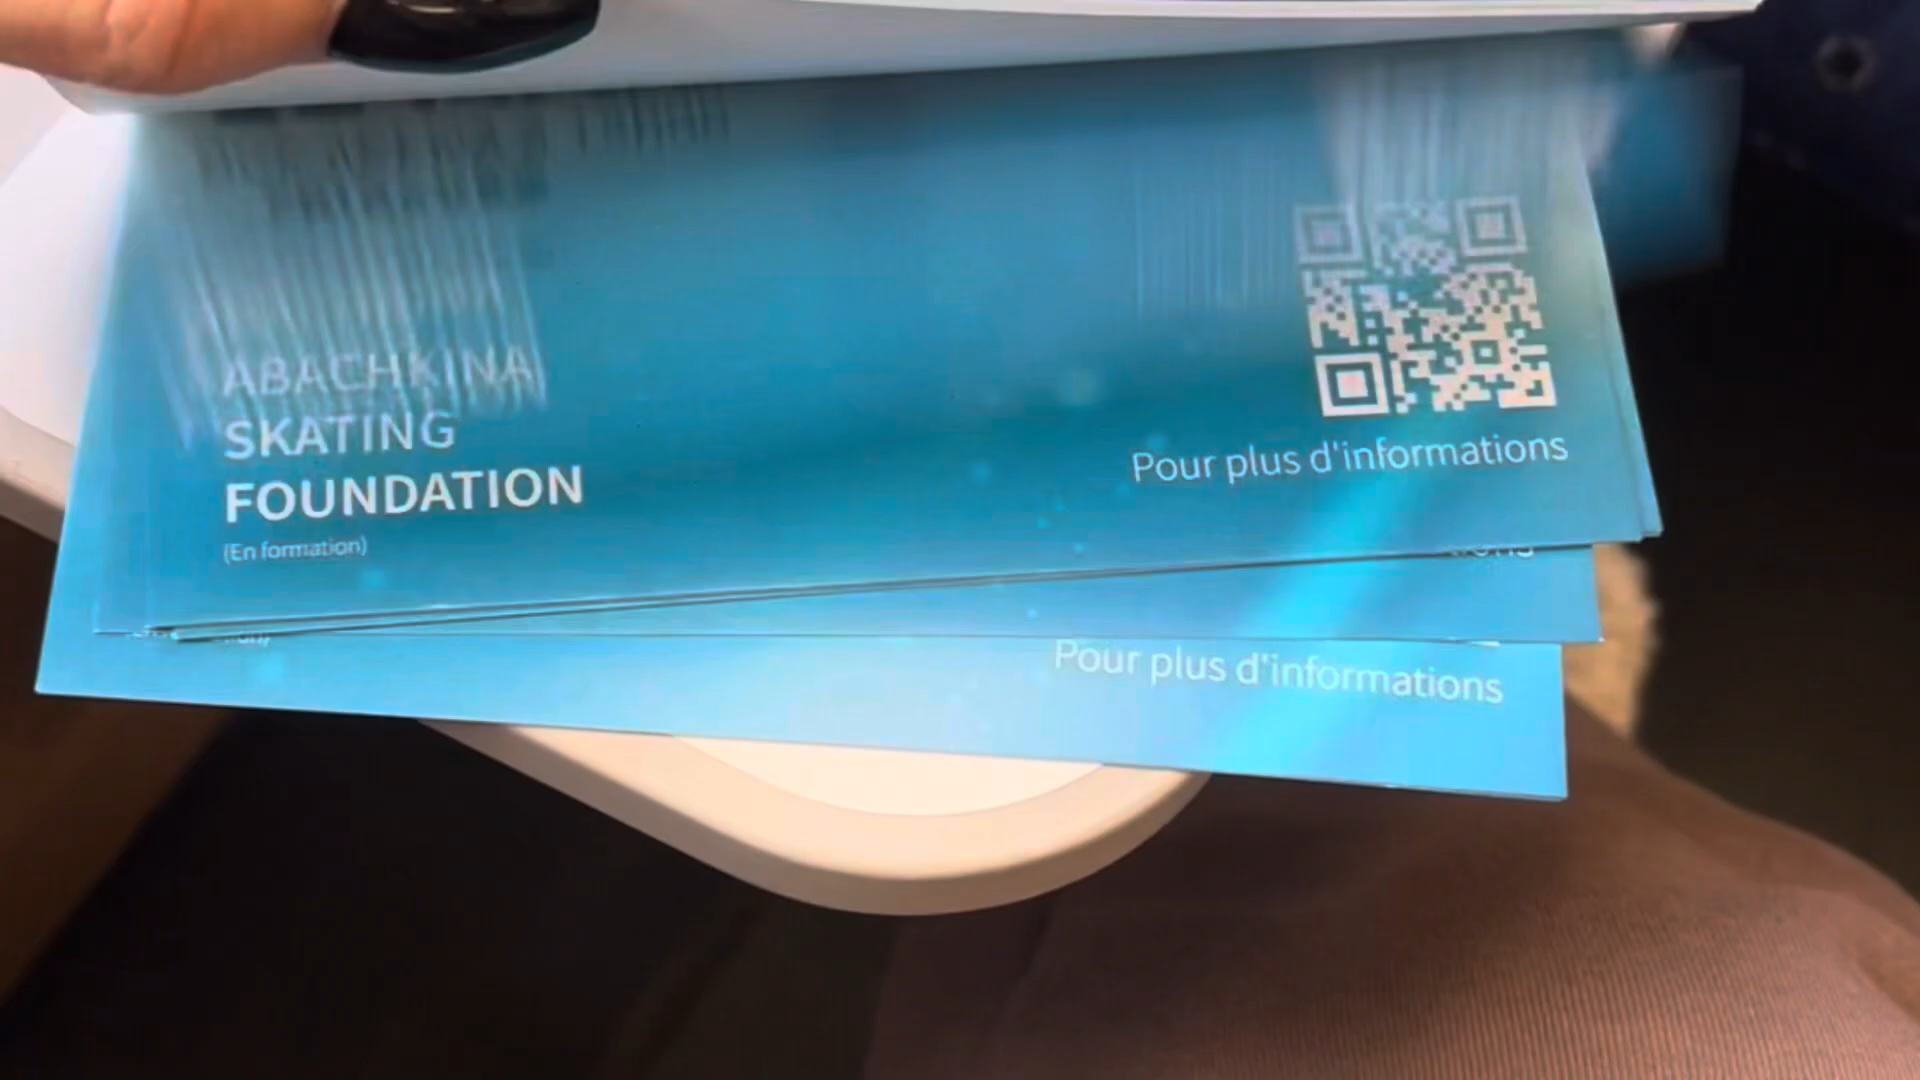 ABACHKINA
SKATING
FOUNDATION
(En formation)
Pour plus d'informations
Pour plus d'informations